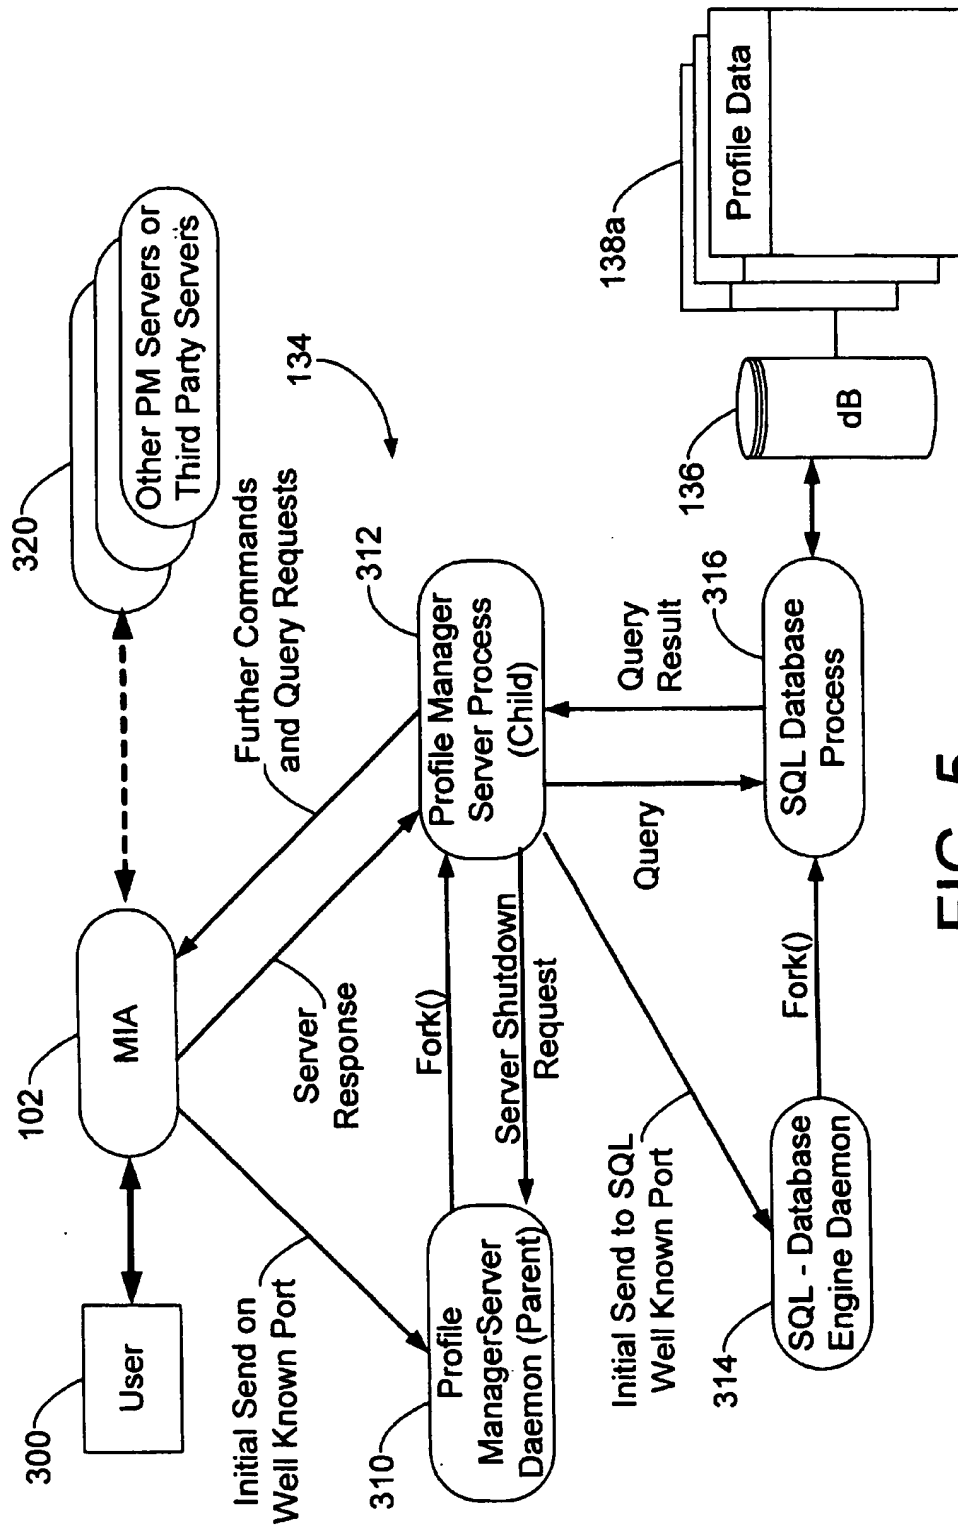 300
User
102
MIA
320
Other PM Servers or
Third Party Servers
134
Initial Send on
Well Known Port
Server
Response
Further Commands
and Query Requests
310
Profile
ManagerServer
Daemon (Parent)
Fork()
Server Shutdown
Request
312
Profile Manager
Server Process
(Child)
Initial Send to SQL
Well Known Port
Query
Query
Result
314
SQL - Database
Engine Daemon
Fork()
316
SQL Database
Process
136
dB
138a
Profile Data
FIG. 5